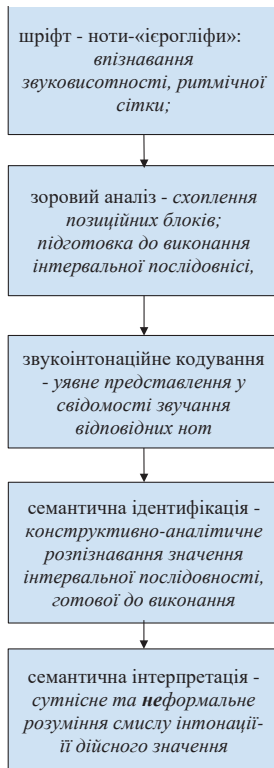 шрифт - ноти-«ієрогліфи»:
впізнавання
звуковисотності, ритмічної
сітки;
зоровий аналіз - схоплення
позиційних блоків;
підготовка до виконання
інтервальної послідовнісі,
звукоінтонаційне кодування
- уявне представлення у
свідомості звучання
відповідних нот
семантична ідентифікація -
конструктивно-аналітичне
розпізнавання значення
інтервальної послідовності,
готової до виконання
семантична інтерпретація -
сутнісне та неформальне
розуміння смислу інтонації-
її дійсного значення